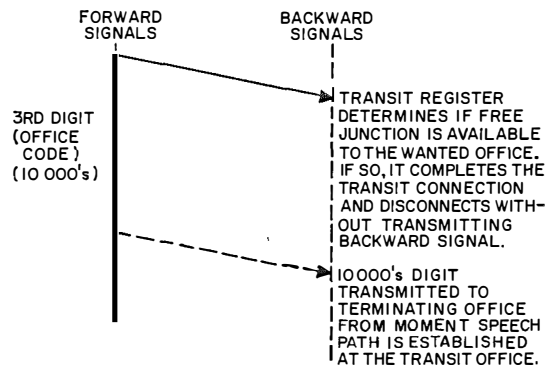 FORWARD SIGNALS
BACKWARD SIGNALS
3RD DIGIT
(OFFICE
CODE)
(10 000's)
TRANSIT REGISTER
DETERMINES IF FREE
JUNCTION IS AVAILABLE
TO THE WANTED OFFICE.
IF SO, IT COMPLETES THE
TRANSIT CONNECTION
AND DISCONNECTS WITH-
OUT TRANSMITTING
BACKWARD SIGNAL.
10000's DIGIT
TRANSMITTED TO
TERMINATING OFFICE
FROM MOMENT SPEECH
PATH IS ESTABLISHED
AT THE TRANSIT OFFICE.